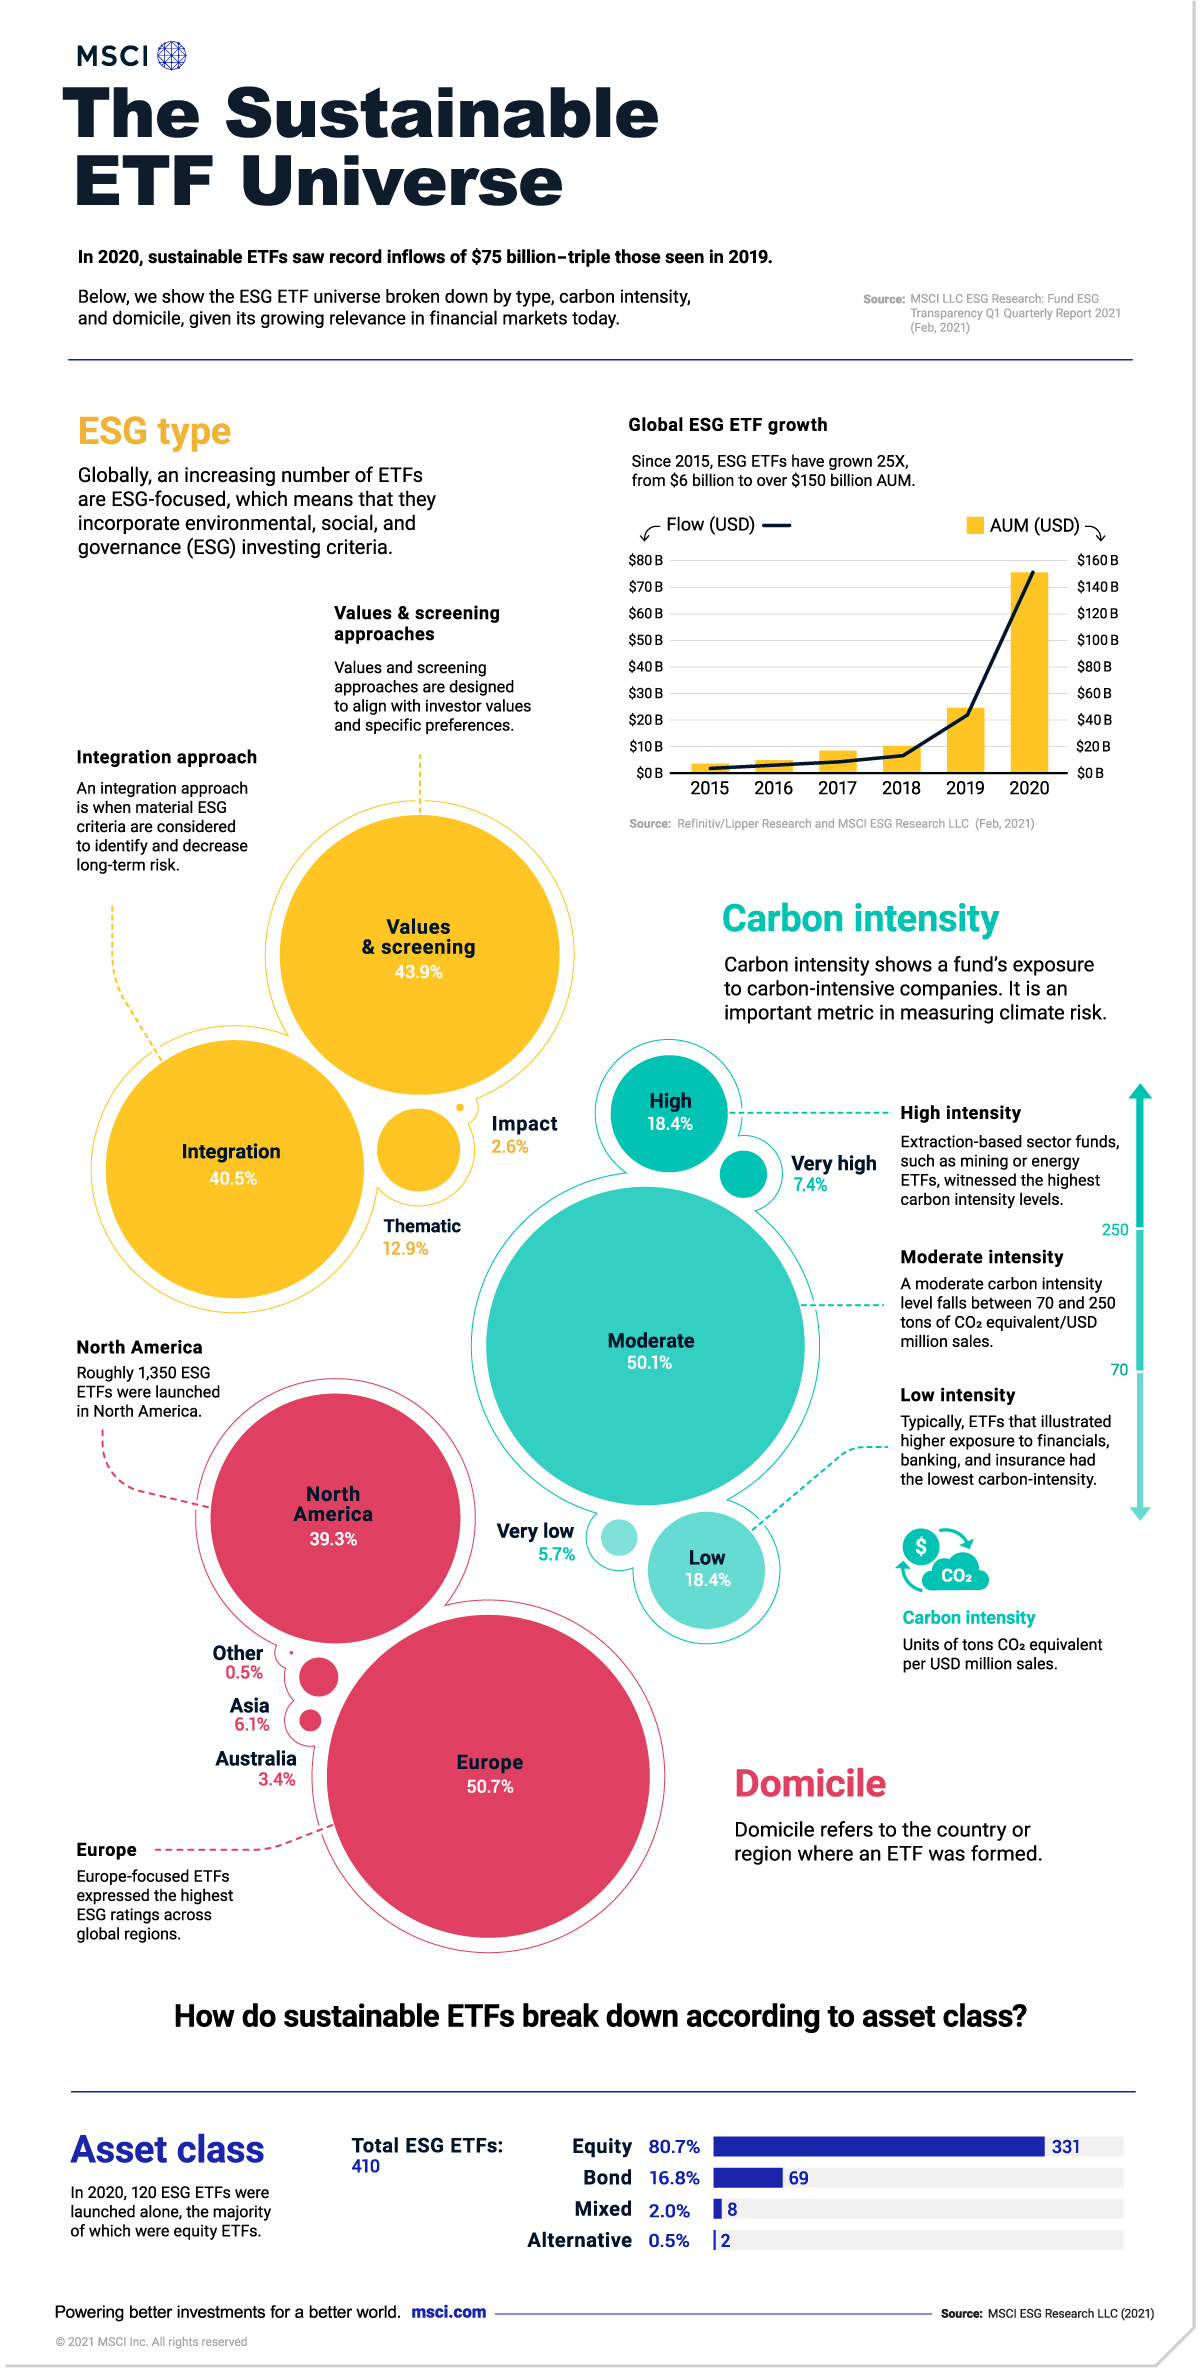 MSCI
The Sustainable
ETF Universe
In 2020, sustainable ETFs saw record inflows of $75 billion–triple those seen in 2019.
Below, we show the ESG ETF universe broken down by type, carbon intensity,
and domicile, given its growing relevance in financial markets today.
Source: MSCI LLC ESG Research: Fund ESG
Transparency Q1 Quarterly Report 2021
(Feb, 2021)
ESG type
Globally, an increasing number of ETFs
are ESG-focused, which means that they
incorporate environmental, social, and
governance (ESG) investing criteria.
Global ESG ETF growth
Since 2015, ESG ETFs have grown 25X,
from $6 billion to over $150 billion AUM.
Flow (USD)
AUM (USD)
$80 B $160 B
$70 B $140 B
$60 B $120 B
$50 B $100 B
$40 B $80 B
$30 B $60 B
$20 B $40 B
$10 B $20 B
$0 B $0 B
2015 2016 2017 2018 2019 2020
Source: Refinitiv/Lipper Research and MSCI ESG Research LLC (Feb, 2021)
Values & screening
approaches
Values and screening
approaches are designed
to align with investor values
and specific preferences.
Integration approach
An integration approach
is when material ESG
criteria are considered
to identify and decrease
long-term risk.
Values
& screening
43.9%
Integration
40.5%
Impact
2.6%
Thematic
12.9%
Carbon intensity
Carbon intensity shows a fund's exposure
to carbon-intensive companies. It is an
important metric in measuring climate risk.
High
18.4%
Very high
7.4%
Moderate
50.1%
Very low
5.7%
Low
18.4%
High intensity
Extraction-based sector funds,
such as mining or energy
ETFs, witnessed the highest
carbon intensity levels.
250
Moderate intensity
A moderate carbon intensity
level falls between 70 and 250
tons of CO₂ equivalent/USD
million sales.
70
Low intensity
Typically, ETFs that illustrated
higher exposure to financials,
banking, and insurance had
the lowest carbon-intensity.
$
CO₂
Carbon intensity
Units of tons CO₂ equivalent
per USD million sales.
North America
Roughly 1,350 ESG
ETFs were launched
in North America.
North
America
39.3%
Other
0.5%
Asia
6.1%
Australia
3.4%
Europe
50.7%
Europe
Europe-focused ETFs
expressed the highest
ESG ratings across
global regions.
Domicile
Domicile refers to the country or
region where an ETF was formed.
How do sustainable ETFs break down according to asset class?
Asset class
In 2020, 120 ESG ETFs were
launched alone, the majority
of which were equity ETFs.
Total ESG ETFs:
410
Equity 80.7% 331
Bond 16.8% 69
Mixed 2.0% 8
Alternative 0.5% 2
Powering better investments for a better world. msci.com
Source: MSCI ESG Research LLC (2021)
© 2021 MSCI Inc. All rights reserved